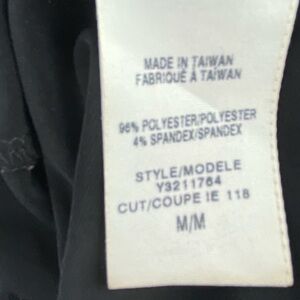 MADE IN TAIWAN
FABRIQUÉ À TAIWAN
96% POLYESTER/POLYESTER
4% SPANDEX/SPANDEX
STYLE/MODELE
Y3211764
CUT/COUPE IE 118
M/M